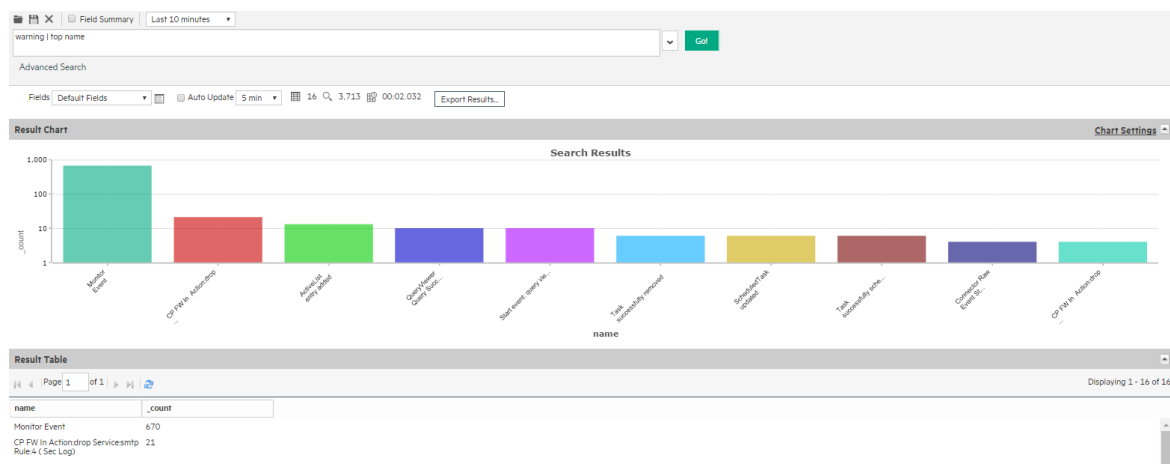 Field Summary Last 10 minutes
warning | top name
Go!
Advanced Search
Fields Default Fields Auto Update 5 min 16 3,713 00:02.032 Export Results...
Result Chart Chart Settings
Search Results
1,000
100
10
1
_count
Monitor
Event
CP FW In Action:drop
...
ActiveList
entry added
QueryViewer
Query Succ...
Start event: query vie...
Task
successfully removed
ScheduledTask
updated
Task
successfully sche...
Connector Raw
Event St...
CP FW In Action:drop
...
name
Result Table
Page 1 of 1 Displaying 1 - 16 of 16
name _count
Monitor Event 670
CP FW In Action:drop Service:smtp 21
Rule:4 ( Sec Log)